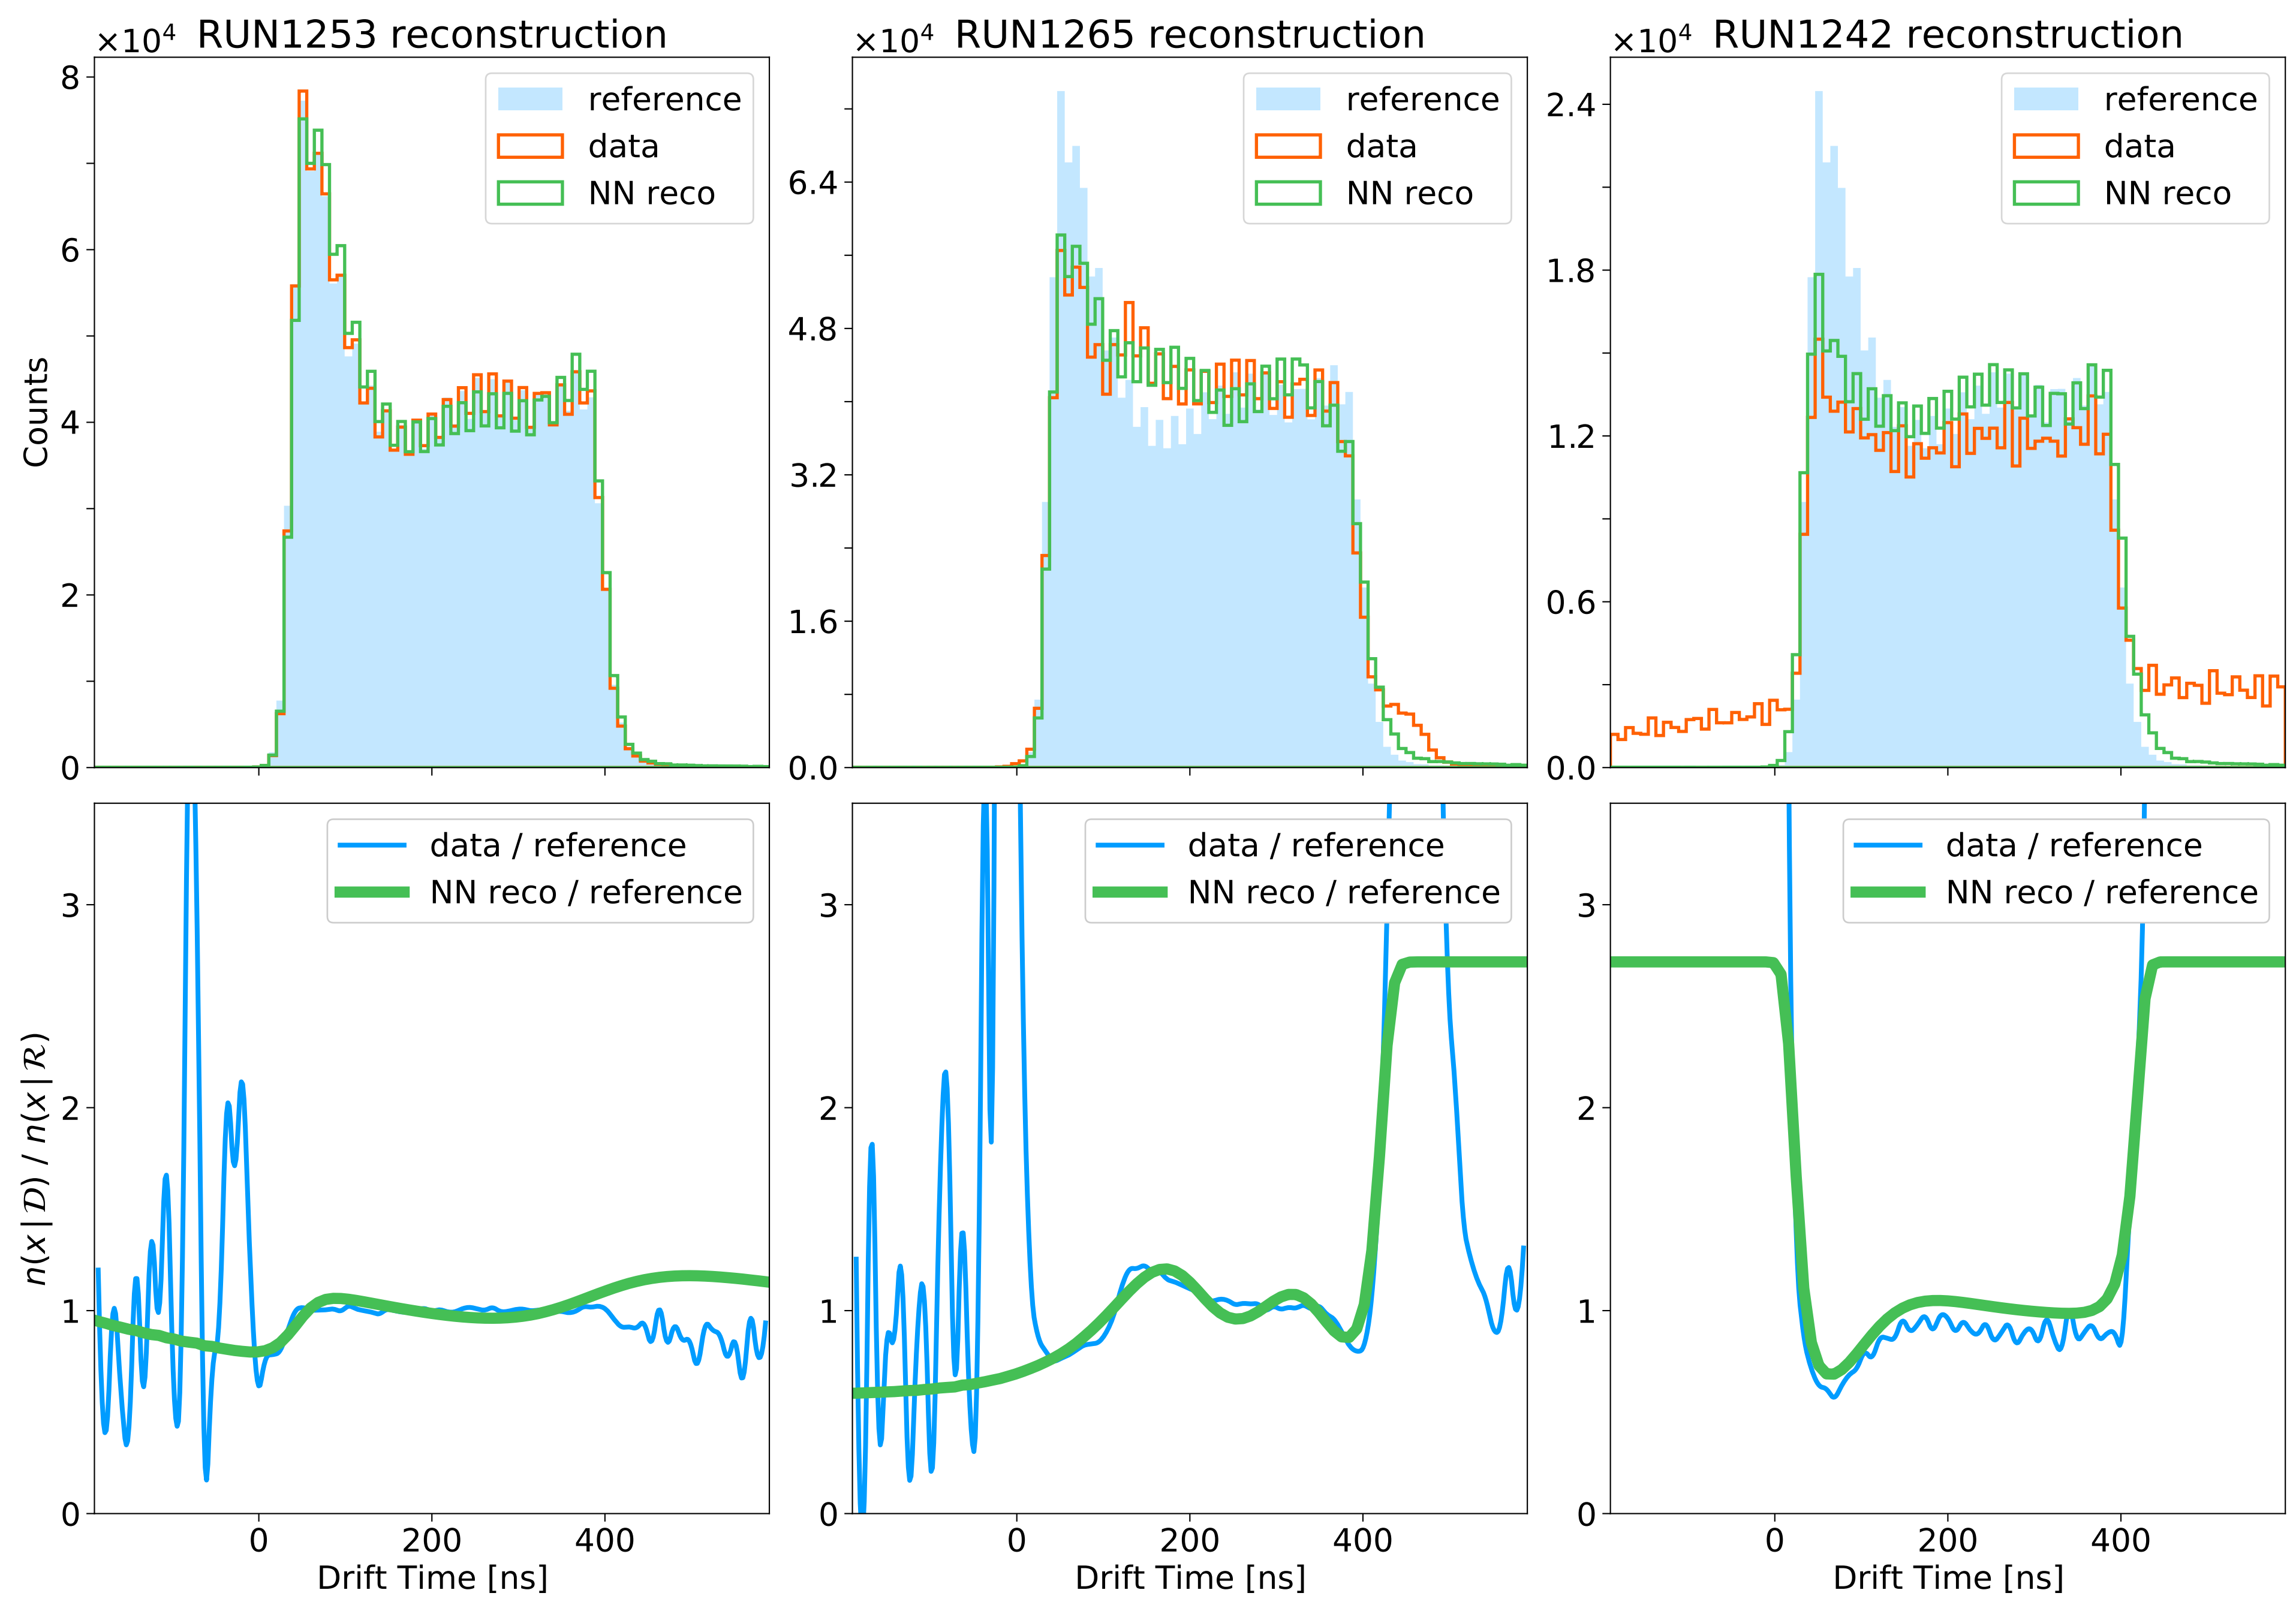 ×10⁴ RUN1253 reconstruction
8
6
4
2
0
Counts
reference
data
NN reco
×10⁴ RUN1265 reconstruction
6.4
4.8
3.2
1.6
0.0
reference
data
NN reco
×10⁴ RUN1242 reconstruction
2.4
1.8
1.2
0.6
0.0
reference
data
NN reco
3
2
1
0
n(x | 𝒟) / n(x | ℛ)
data / reference
NN reco / reference
0 200 400
Drift Time [ns]
3
2
1
0
data / reference
NN reco / reference
0 200 400
Drift Time [ns]
3
2
1
0
data / reference
NN reco / reference
0 200 400
Drift Time [ns]